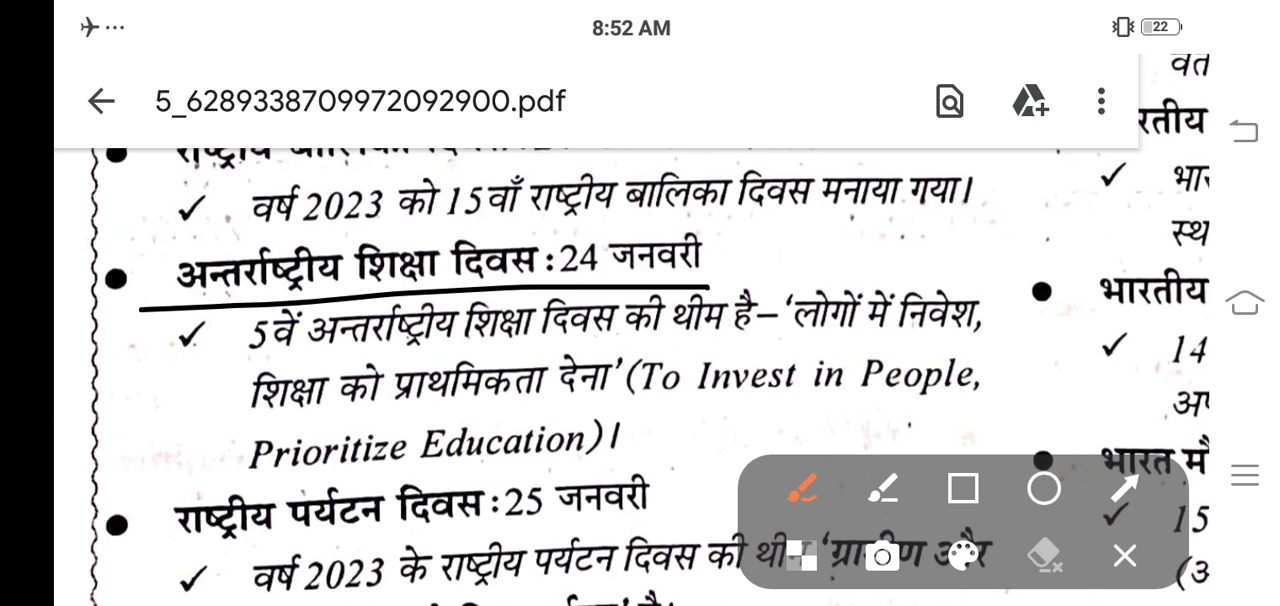 8:52 AM
22
5_6289338709972092900.pdf
वर्ष 2023 को 15वाँ राष्ट्रीय बालिका दिवस मनाया गया।
अन्तर्राष्ट्रीय शिक्षा दिवस : 24 जनवरी
5वें अन्तर्राष्ट्रीय शिक्षा दिवस की थीम है– ‘लोगों में निवेश,
शिक्षा को प्राथमिकता देना’ (To Invest in People,
Prioritize Education)।
राष्ट्रीय पर्यटन दिवस : 25 जनवरी
वर्ष 2023 के राष्ट्रीय पर्यटन दिवस की थीम ‘ग्रामीण और
भारतीय
14
भारत में
15